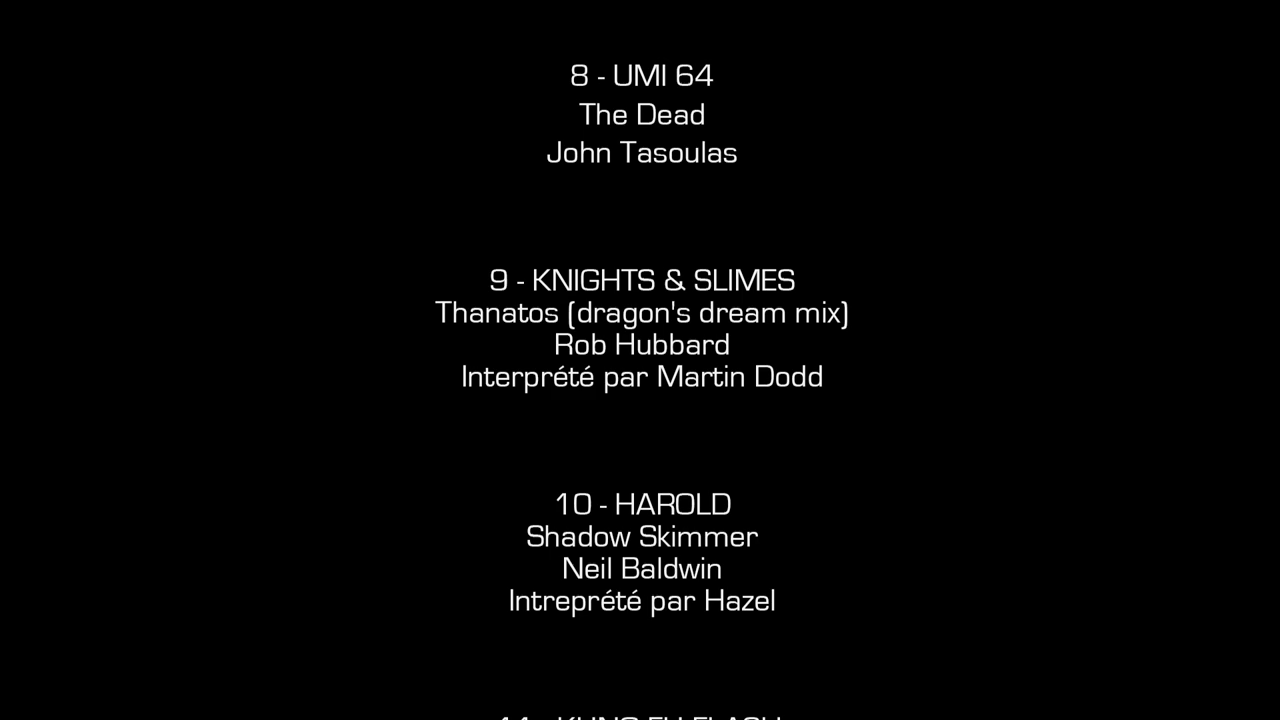 8 - UMI 64
The Dead
John Tasoulas
9 - KNIGHTS & SLIMES
Thanatos (dragon's dream mix)
Rob Hubbard
Interprété par Martin Dodd
10 - HAROLD
Shadow Skimmer
Neil Baldwin
Intreprété par Hazel